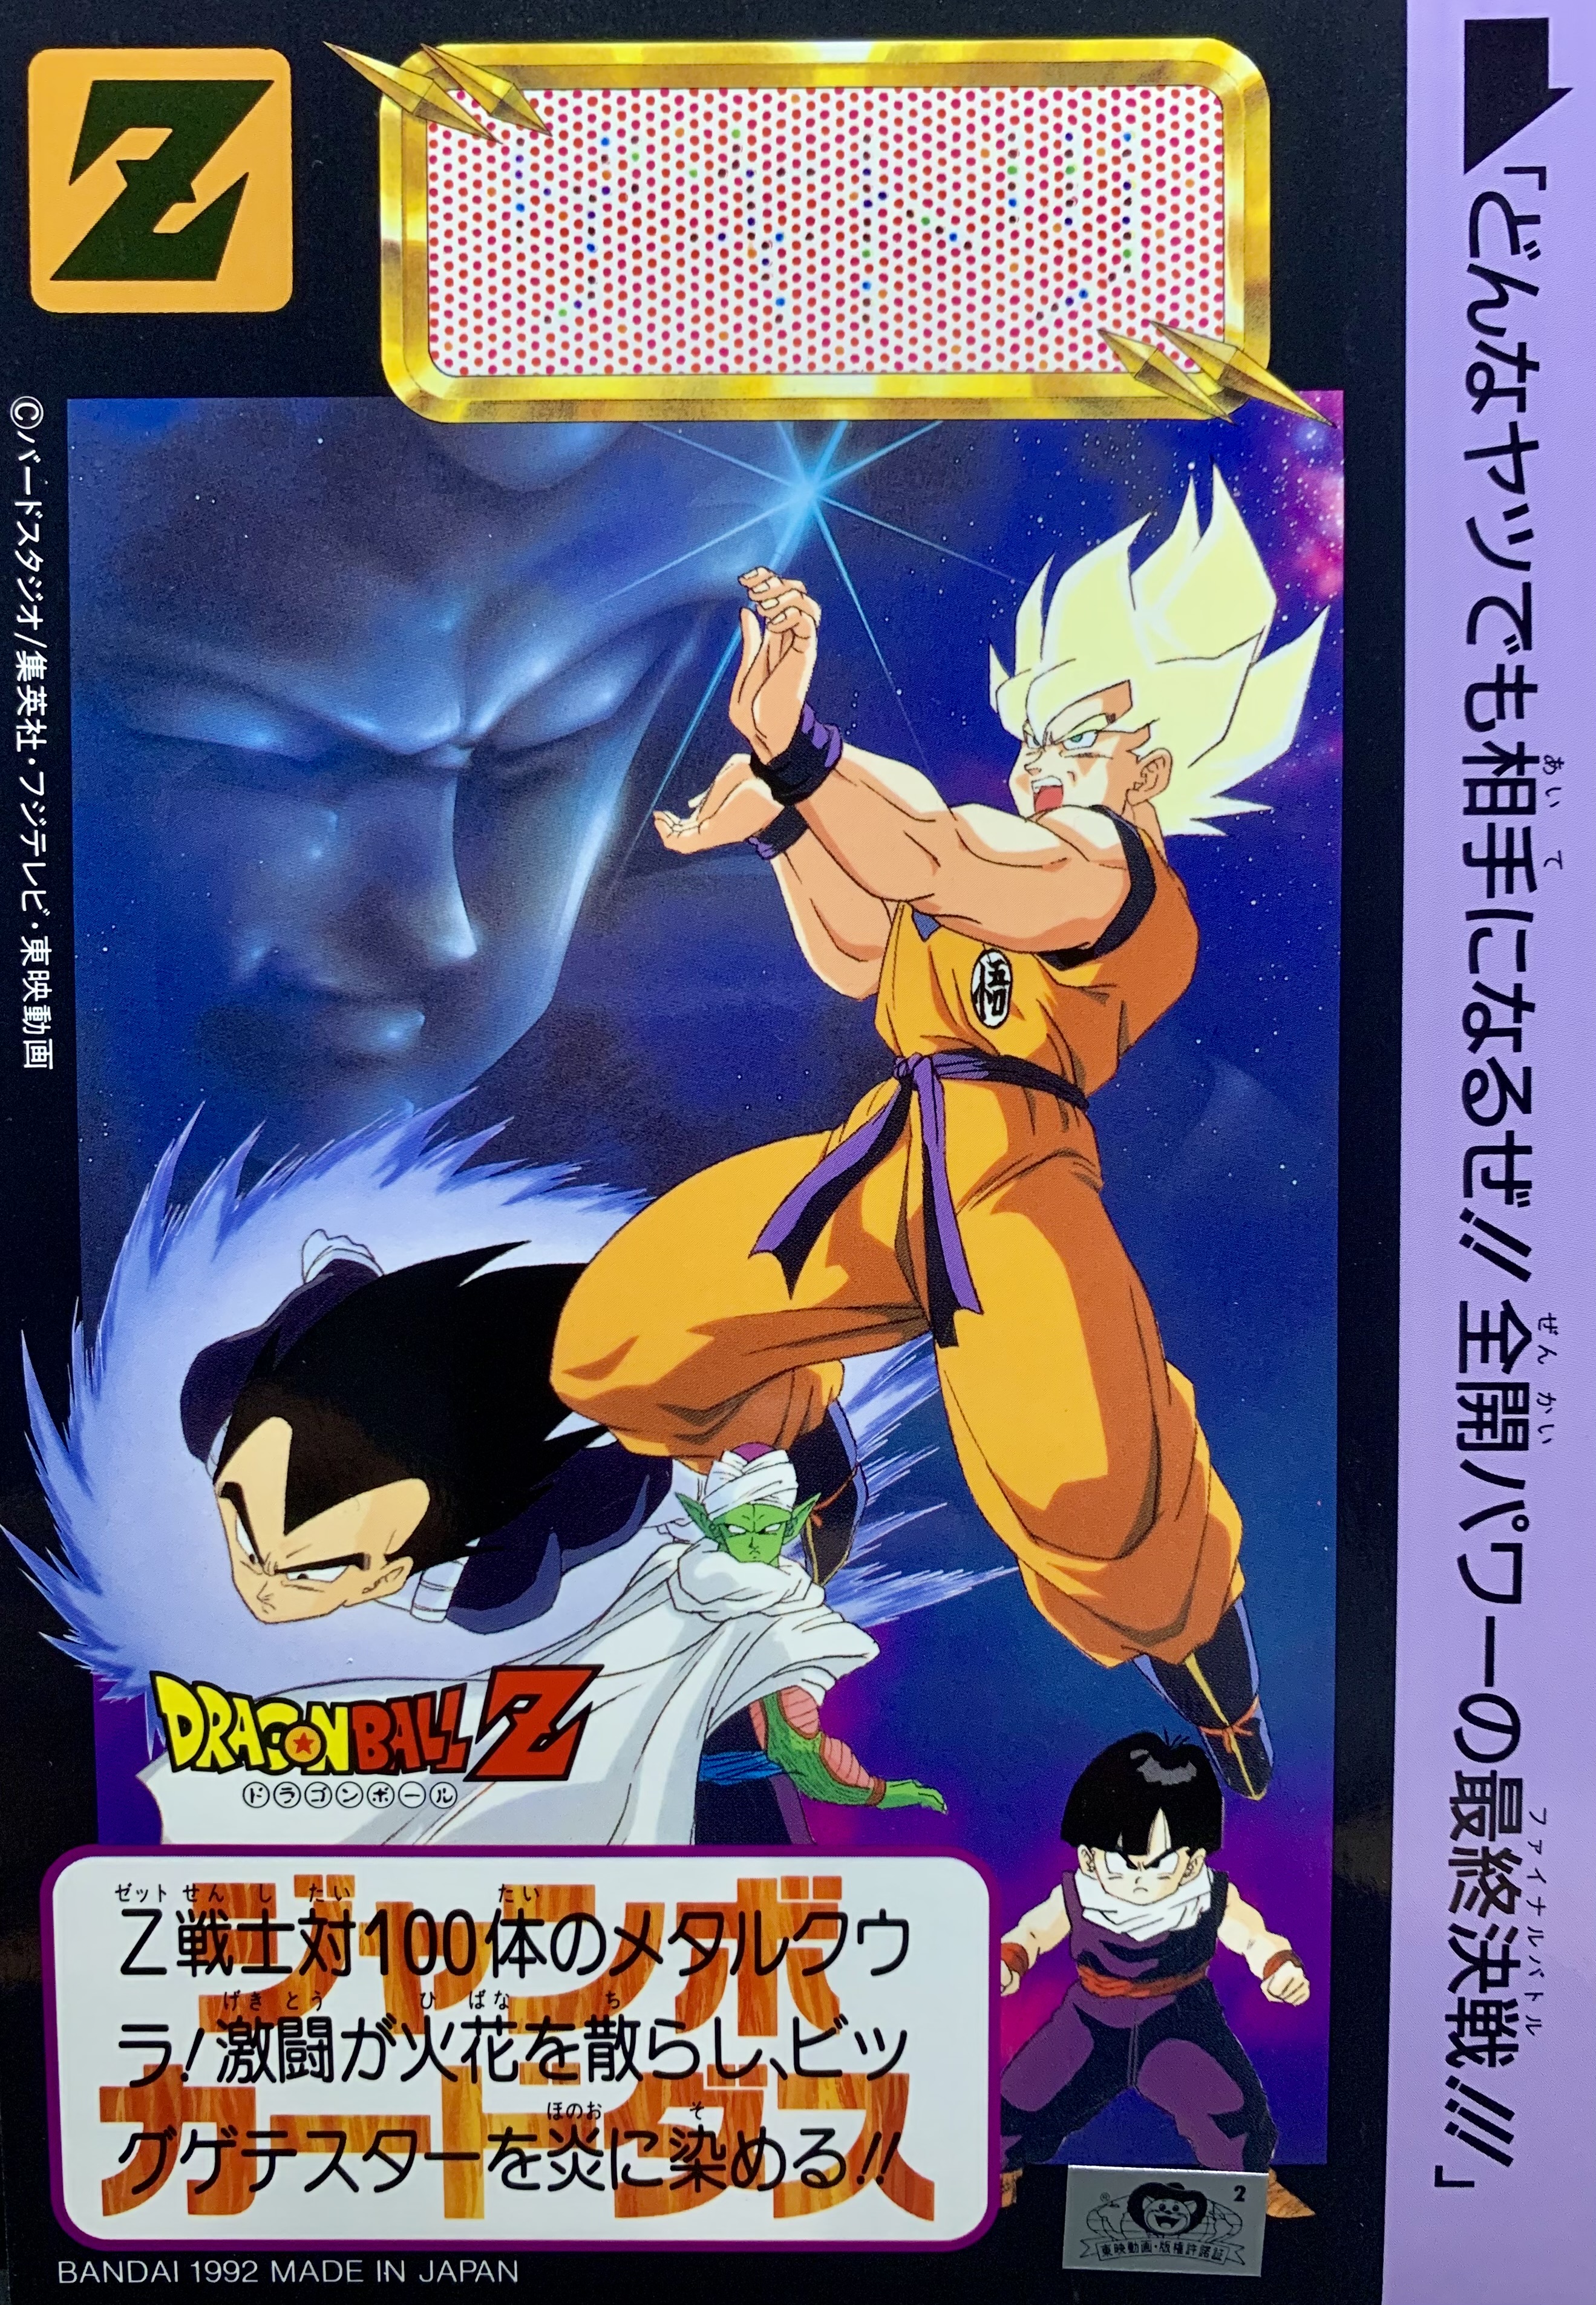 Z
「どんなヤツでも相手になるぜ!! 全開パワーの最終決戦!!!」
あいて
ぜんかい
ファイナルバトル
©バードスタジオ/集英社・フジテレビ・東映動画
悟
DRAGON BALL Z
ドラゴンボール
ジャンボ
カードダス
ゼットせんしたい たい
Z戦士対100体のメタルクウ
げきとう ひばな ち
ラ!激闘が火花を散らし、ビッ
ほのお そ
グゲテスターを炎に染める!!
2
東映動画・版権許諾証
BANDAI 1992 MADE IN JAPAN